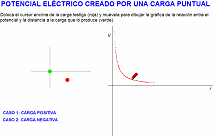 POTENCIAL ELÉCTRICO CREADO POR UNA CARGA PUNTUAL
Coloca el cursor encima de la carga testigo (roja) y muévela para dibujar la gráfica de la relación entre el
potencial y la distancia a la carga que lo produce (verde).
V
CASO 1: CARGA POSITIVA
CASO 2: CARGA NEGATIVA